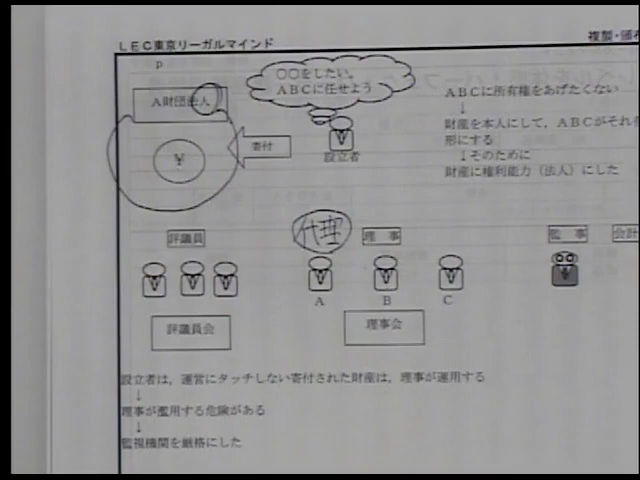 LEC東京リーガルマインド
複製・頒
p
○○をしたい。
ABCに任せよう
A財団法人
¥
寄付
設立者
ABCに所有権をあげたくない
↓
財産を本人にして、ABCがそれ
形にする
↓そのために
財産に権利能力（法人）にした
代理
評議員
理 事
監 事
会計
A
B
C
評議員会
理事会
設立者は，運営にタッチしない寄付された財産は，理事が運用する
↓
理事が濫用する危険がある
↓
監視機関を厳格にした